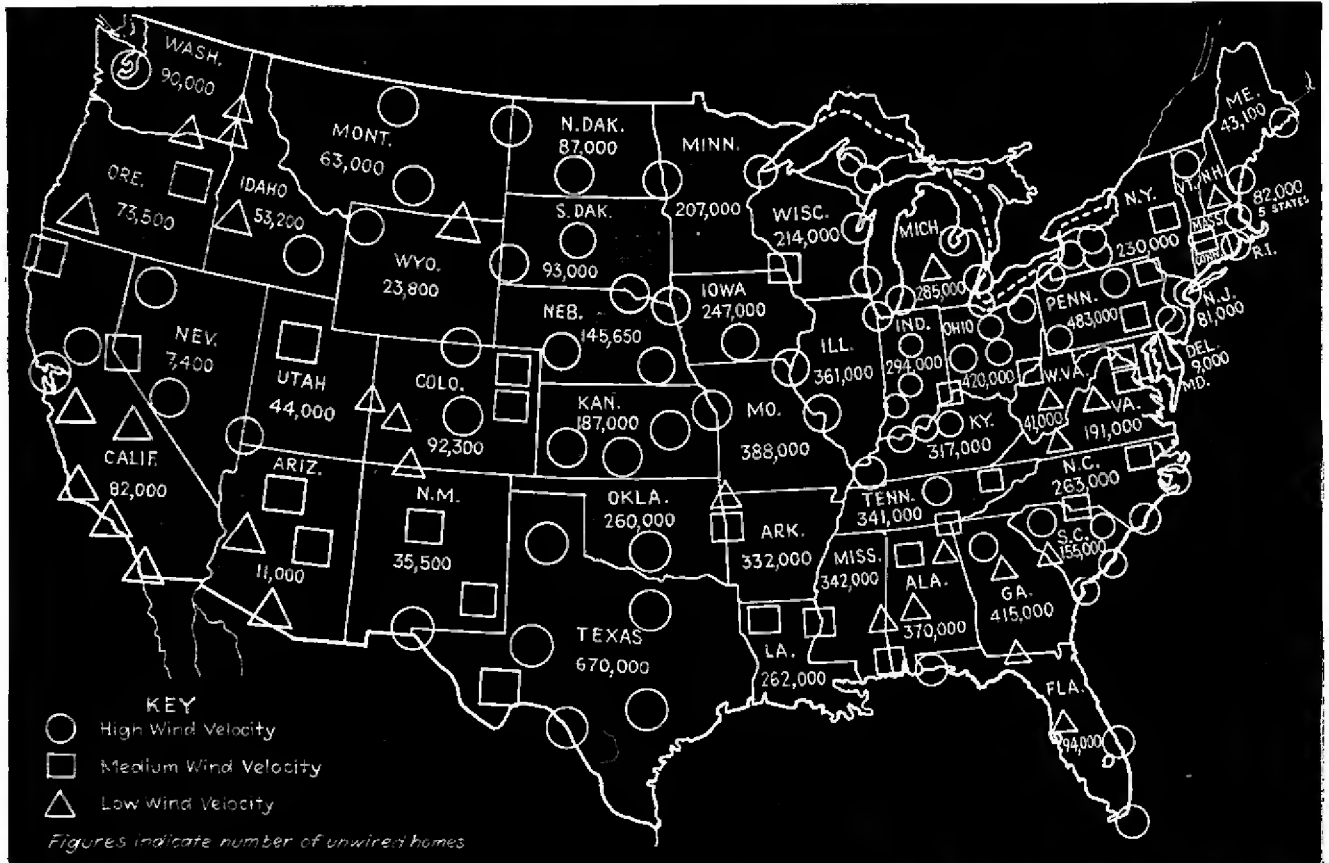 WASH.
90,000
MONT.
63,000
N.DAK.
87,000
MINN.
207,000
ME.
43,100
ORE.
73,500
IDAHO
53,200
S.DAK.
93,000
WISC.
214,000
MICH.
285,000
N.Y.
230,000
VT.
N.H.
82,000
5 STATES
MASS
CONN.
R.I.
WYO.
23,800
IOWA
247,000
NEB.
145,650
PENN.
483,000
N.J.
81,000
NEV.
7,400
UTAH
44,000
COLO.
92,300
ILL.
361,000
IND.
294,000
OHIO
420,000
W.VA.
41,000
DEL.
9,000
MD.
KAN.
187,000
MO.
388,000
KY.
317,000
VA.
191,000
CALIF.
82,000
ARIZ.
11,000
N.M.
35,500
OKLA.
260,000
ARK.
332,000
TENN.
341,000
N.C.
263,000
S.C.
155,000
MISS.
342,000
ALA.
370,000
GA.
415,000
TEXAS
670,000
LA.
262,000
FLA.
94,000
KEY
High Wind Velocity
Medium Wind Velocity
Low Wind Velocity
Figures indicate number of unwired homes